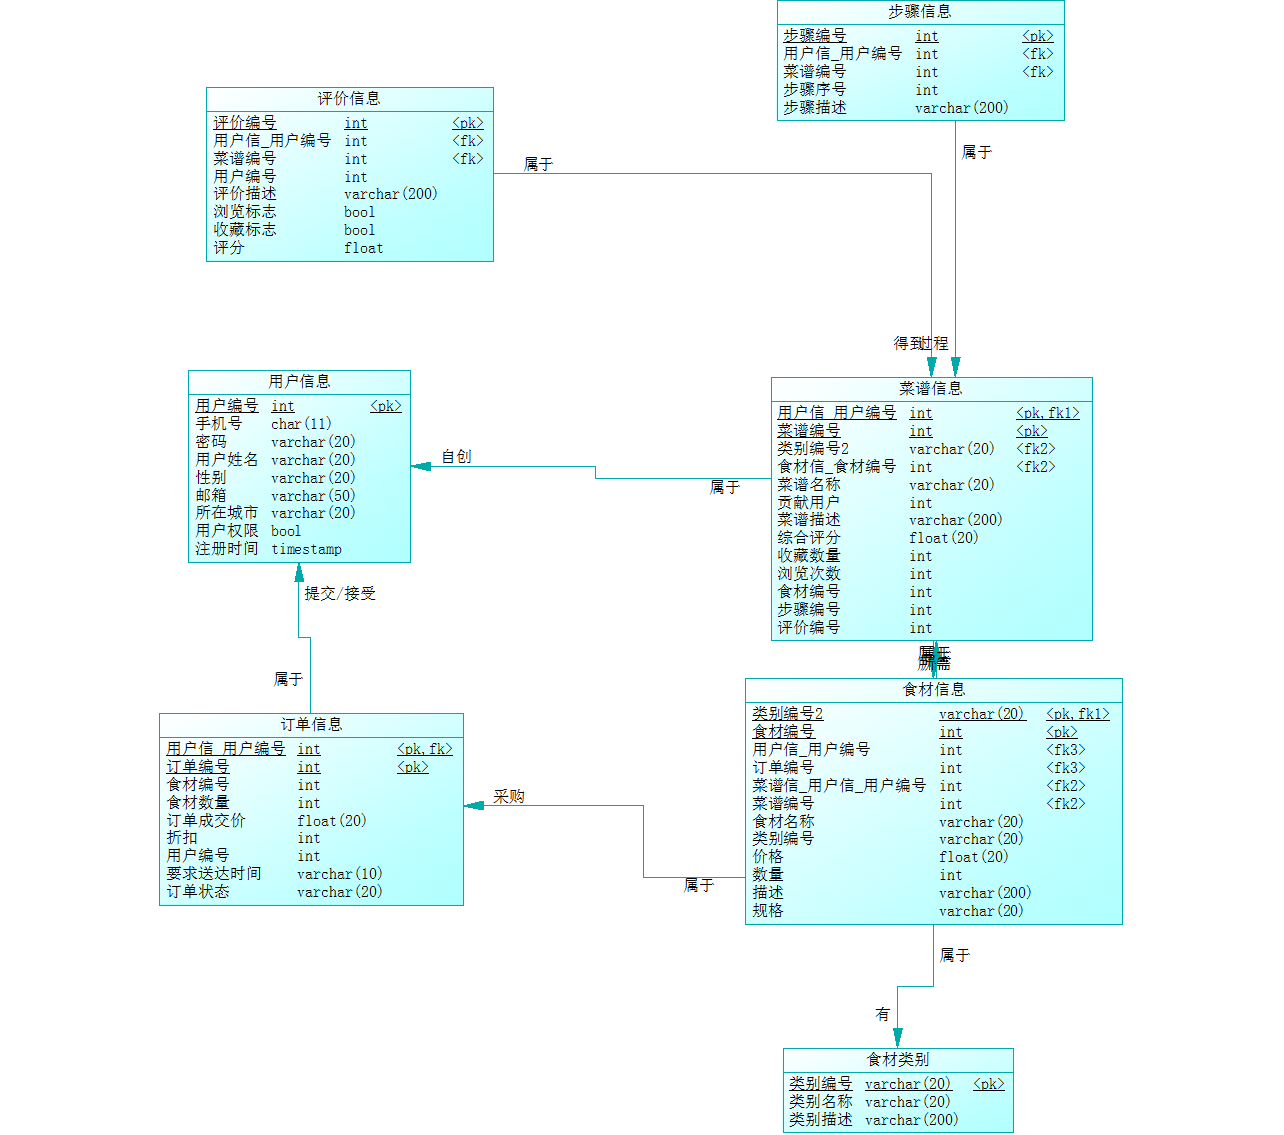 步骤信息
步骤编号 int <pk>
用户信_用户编号 int <fk>
菜谱编号 int <fk>
步骤序号 int
步骤描述 varchar(200)
属于
评价信息
评价编号 int <pk>
用户信_用户编号 int <fk>
菜谱编号 int <fk>
用户编号 int
评价描述 varchar(200)
浏览标志 bool
收藏标志 bool
评分 float
属于
得到
过程
用户信息
用户编号 int <pk>
手机号 char(11)
密码 varchar(20)
用户姓名 varchar(20)
性别 varchar(20)
邮箱 varchar(50)
所在城市 varchar(20)
用户权限 bool
注册时间 timestamp
自创
属于
菜谱信息
用户信_用户编号 int <pk,fk1>
菜谱编号 int <pk>
类别编号2 varchar(20) <fk2>
食材信_食材编号 int <fk2>
菜谱名称 varchar(20)
贡献用户 int
菜谱描述 varchar(200)
综合评分 float(20)
收藏数量 int
浏览次数 int
食材编号 int
步骤编号 int
评价编号 int
提交/接受
属于
属于
订单信息
用户信_用户编号 int <pk,fk>
订单编号 int <pk>
食材编号 int
食材数量 int
订单成交价 float(20)
折扣 int
用户编号 int
要求送达时间 varchar(10)
订单状态 varchar(20)
采购
属于
食材信息
类别编号2 varchar(20) <pk,fk1>
食材编号 int <pk>
用户信_用户编号 int <fk3>
订单编号 int <fk3>
菜谱信_用户信_用户编号 int <fk2>
菜谱编号 int <fk2>
食材名称 varchar(20)
类别编号 varchar(20)
价格 float(20)
数量 int
描述 varchar(200)
规格 varchar(20)
属于
有
食材类别
类别编号 varchar(20) <pk>
类别名称 varchar(20)
类别描述 varchar(200)